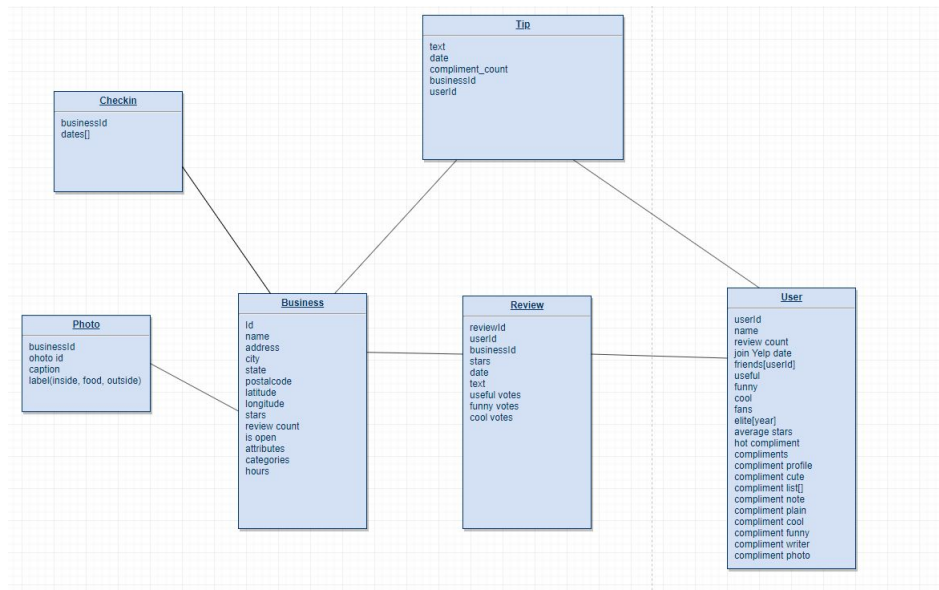 Tip
text
date
compliment_count
businessId
userId
Checkin
businessId
dates[]
Photo
businessId
ohoto id
caption
label(inside, food, outside)
Business
Id
name
address
city
state
postalcode
latitude
longitude
stars
review count
is open
attributes
categories
hours
Review
reviewId
userId
businessId
stars
date
text
useful votes
funny votes
cool votes
User
userId
name
review count
join Yelp date
friends[userId]
useful
funny
cool
fans
elite[year]
average stars
hot compliment
compliments
compliment profile
compliment cute
compliment list[]
compliment note
compliment plain
compliment cool
compliment funny
compliment writer
compliment photo